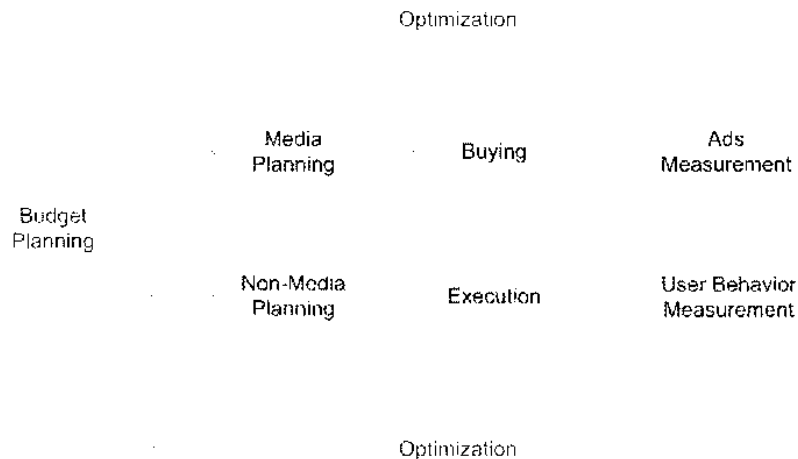 Optimization
Media
Planning
Buying
Ads
Measurement
Budget
Planning
Non-Media
Planning
Execution
User Behavior
Measurement
Optimization